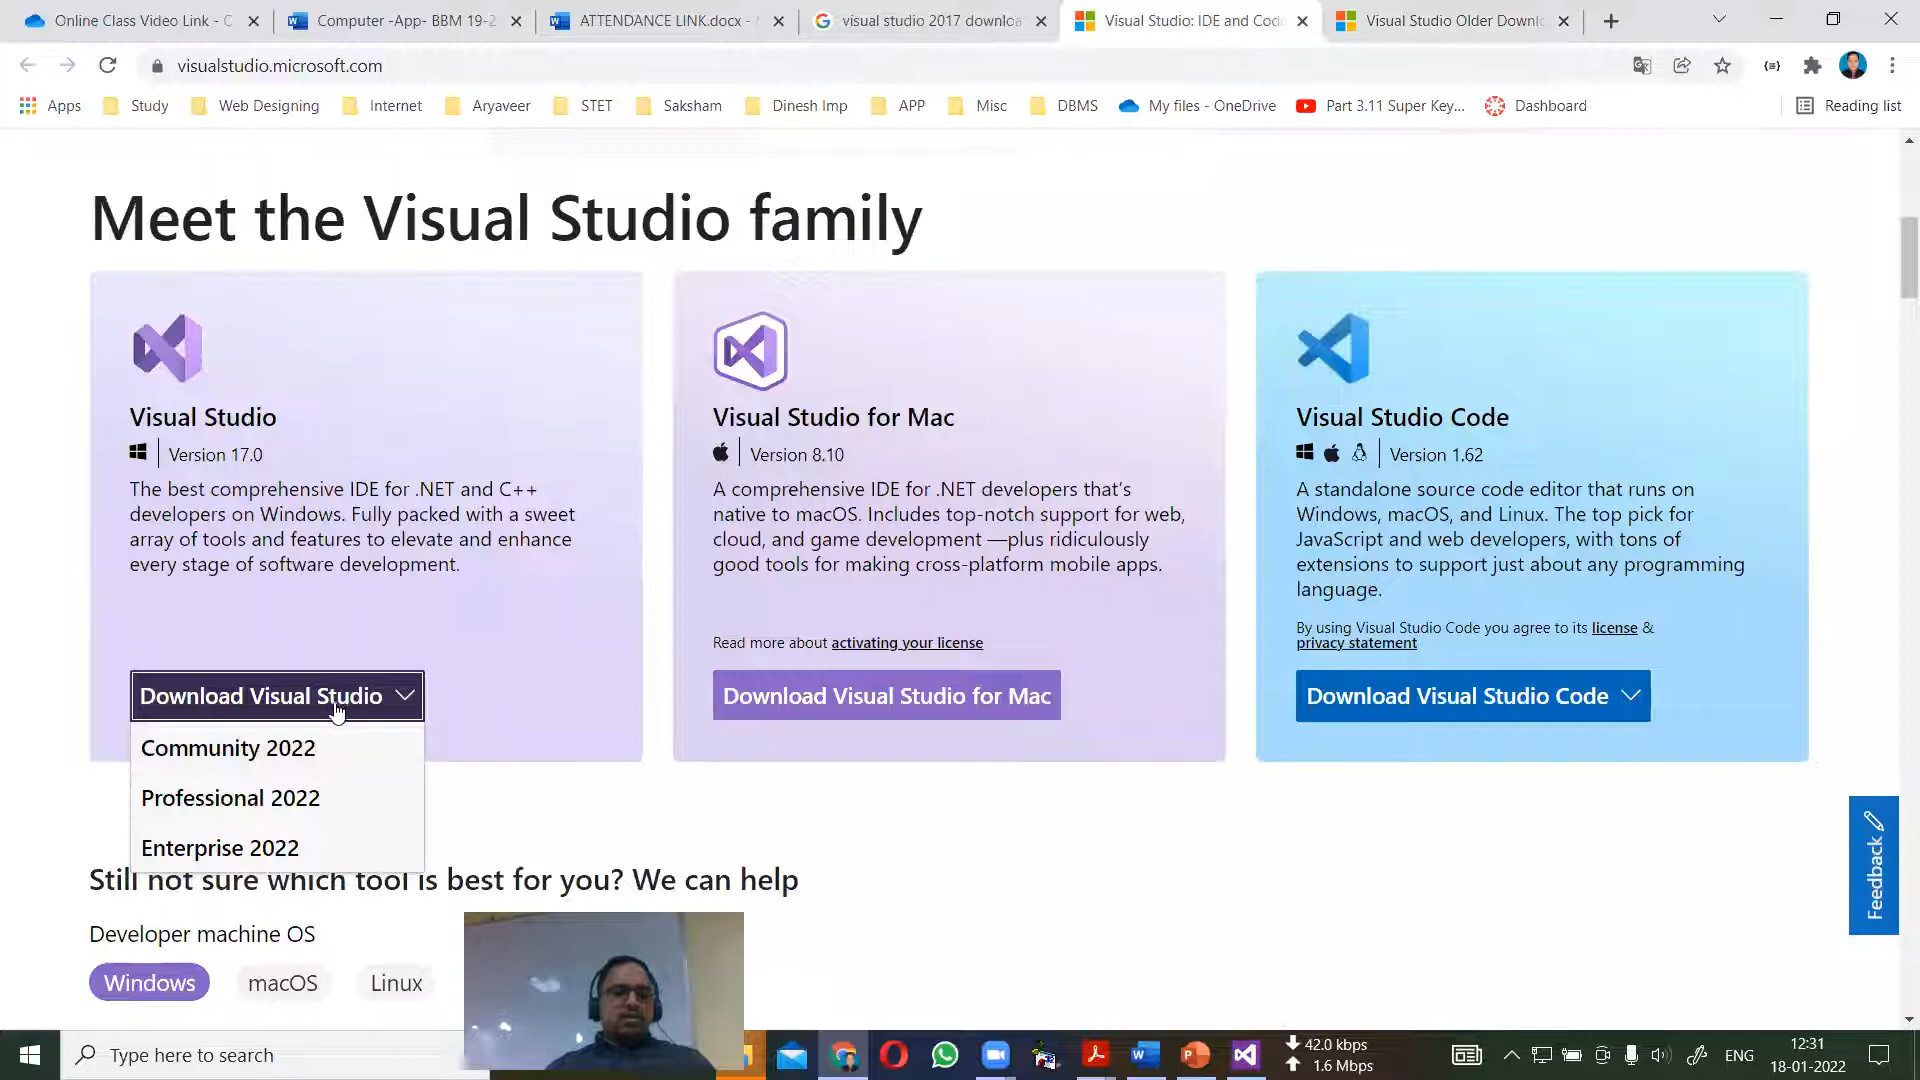 Online Class Video Link - C
Computer -App- BBM 19-2
ATTENDANCE LINK.docx -
visual studio 2017 downloa
Visual Studio: IDE and Cod
Visual Studio Older Downl
visualstudio.microsoft.com
Apps
Study
Web Designing
Internet
Aryaveer
STET
Saksham
Dinesh Imp
APP
Misc
DBMS
My files - OneDrive
Part 3.11 Super Key...
Dashboard
Reading list
Meet the Visual Studio family
Visual Studio
Version 17.0
The best comprehensive IDE for .NET and C++
developers on Windows. Fully packed with a sweet
array of tools and features to elevate and enhance
every stage of software development.
Download Visual Studio
Community 2022
Professional 2022
Enterprise 2022
Visual Studio for Mac
Version 8.10
A comprehensive IDE for .NET developers that's
native to macOS. Includes top-notch support for web,
cloud, and game development —plus ridiculously
good tools for making cross-platform mobile apps.
Read more about activating your license
Download Visual Studio for Mac
Visual Studio Code
Version 1.62
A standalone source code editor that runs on
Windows, macOS, and Linux. The top pick for
JavaScript and web developers, with tons of
extensions to support just about any programming
language.
By using Visual Studio Code you agree to its license &
privacy statement
Download Visual Studio Code
Still not sure which tool is best for you? We can help
Developer machine OS
Windows
macOS
Linux
Feedback
Type here to search
42.0 kbps
1.6 Mbps
ENG
12:31
18-01-2022